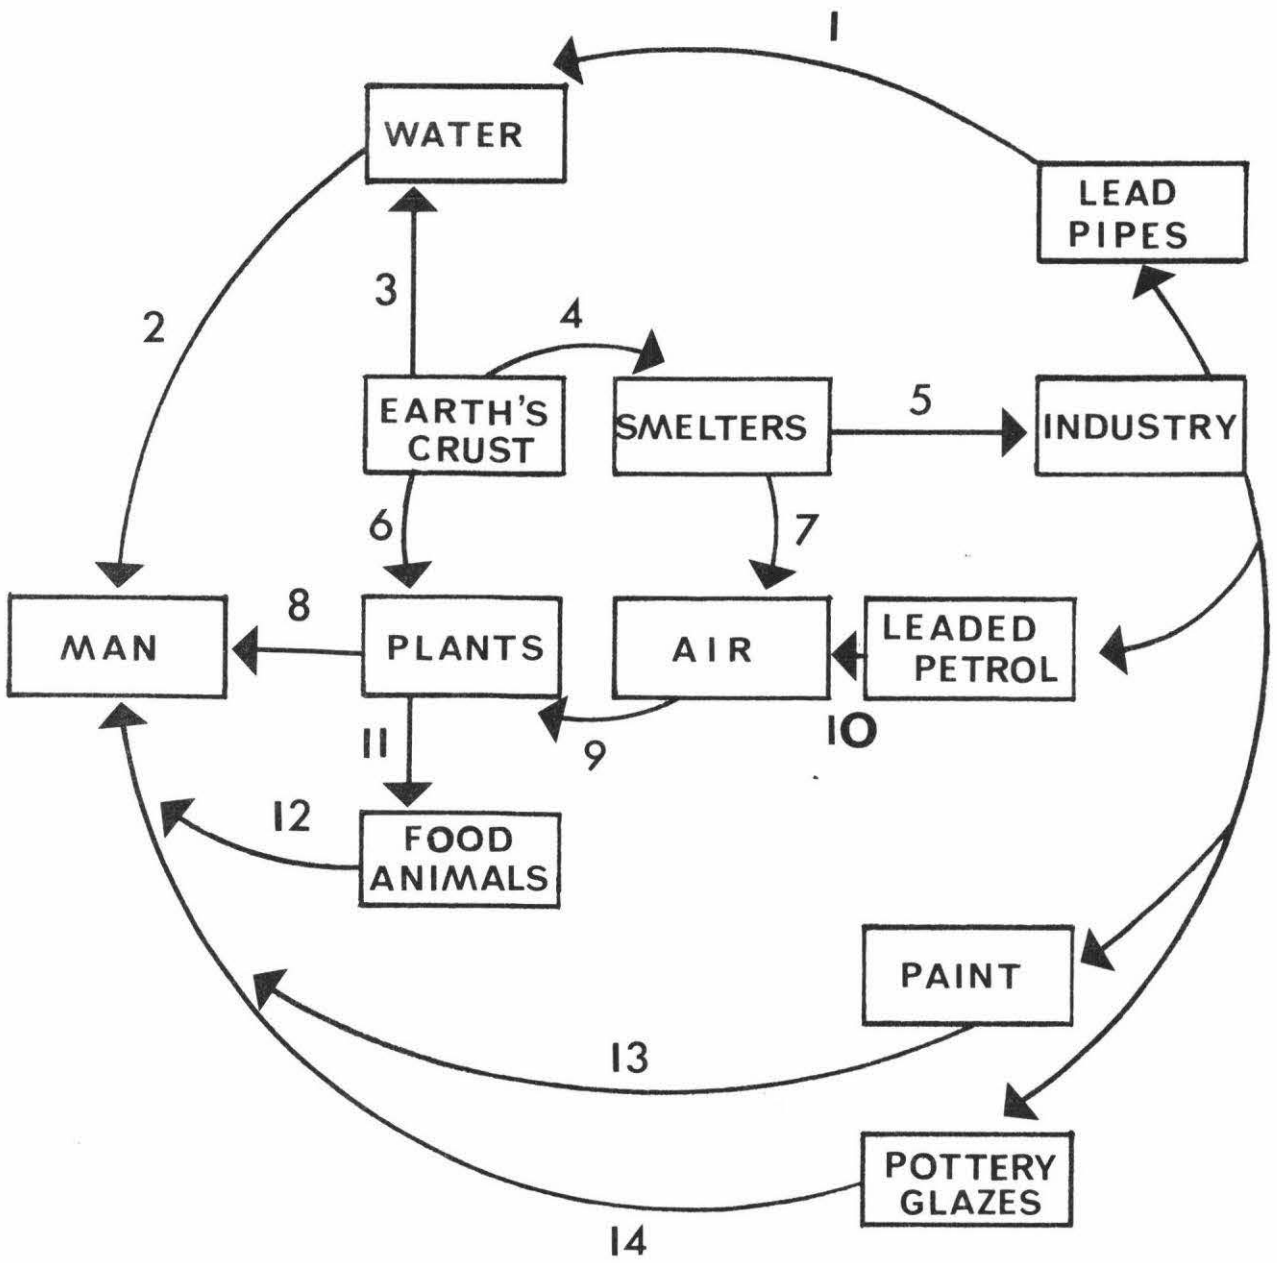 1
WATER
LEAD
PIPES
2
3
4
EARTH'S
CRUST
SMELTERS
5
INDUSTRY
6
7
MAN
8
PLANTS
AIR
LEADED
PETROL
9
10
11
12
FOOD
ANIMALS
PAINT
13
POTTERY
GLAZES
14